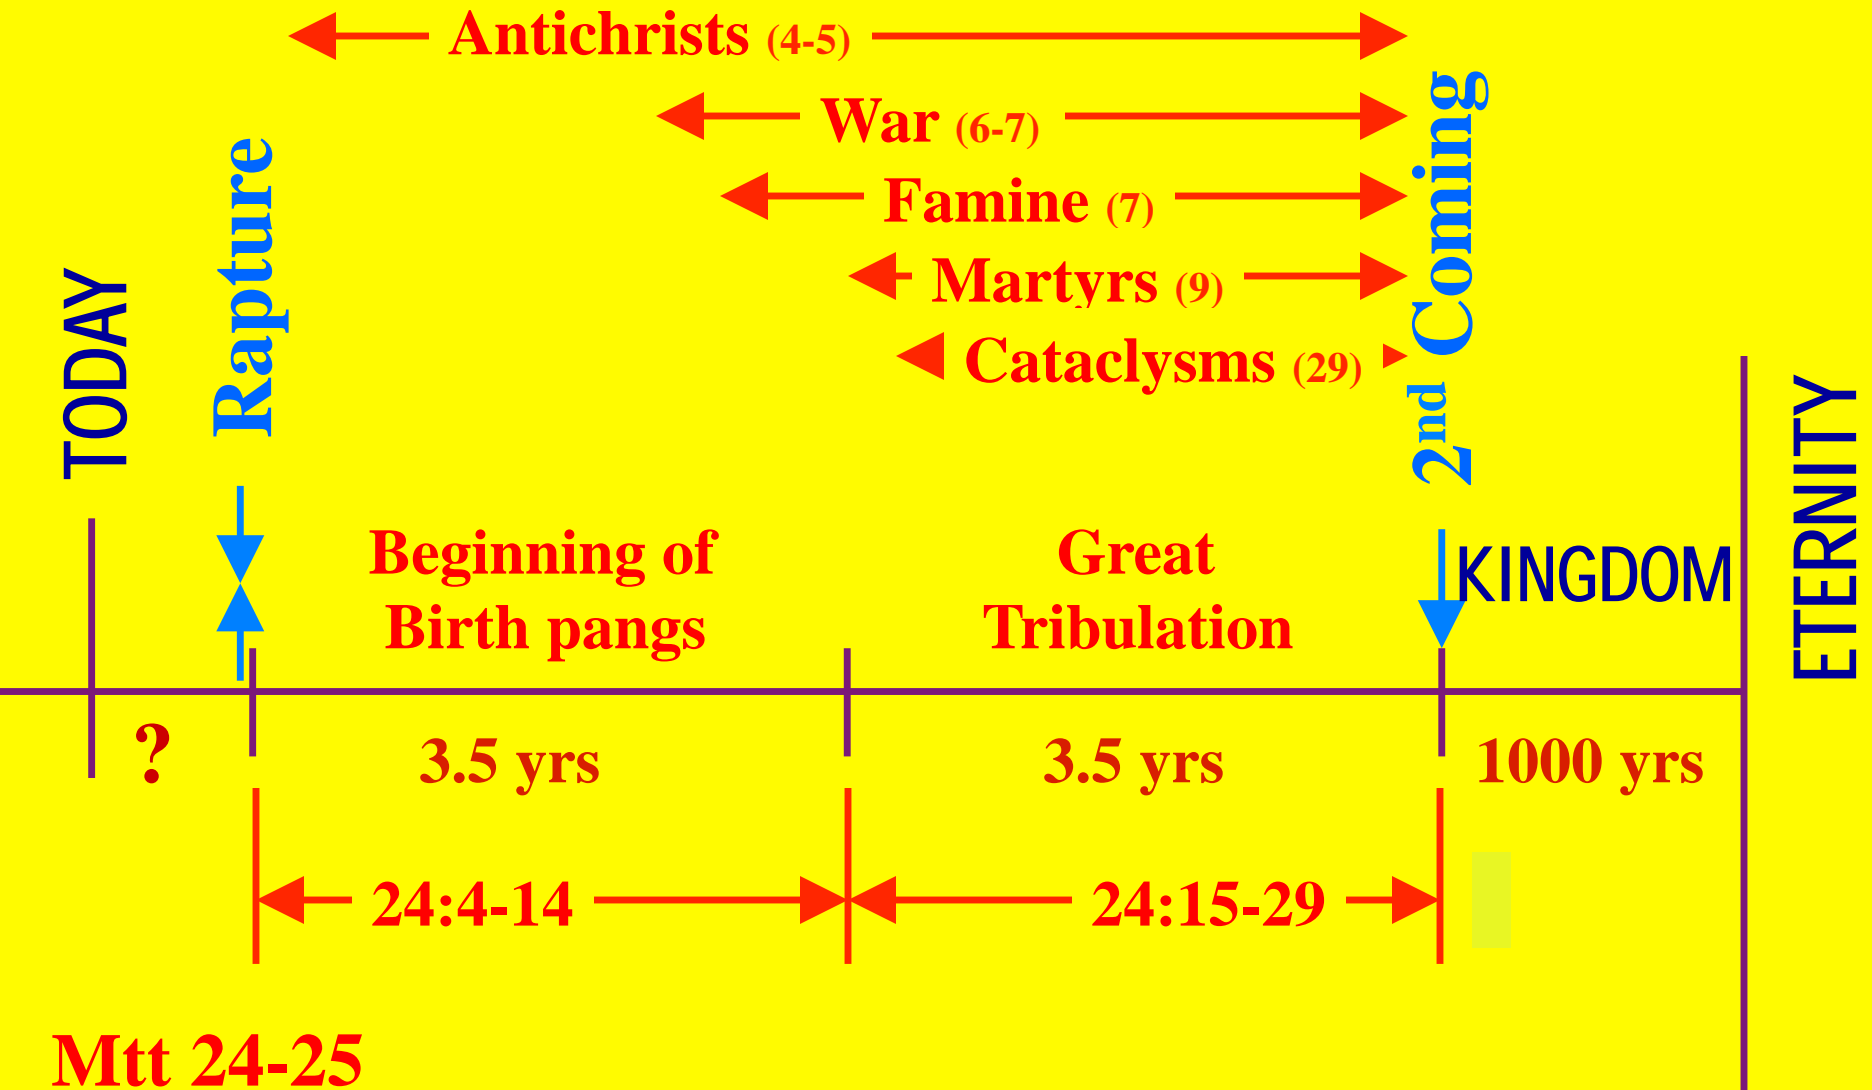 Antichrists (4-5)
War (6-7)
Famine (7)
Martyrs (9)
Cataclysms (29)
TODAY
Rapture
2nd Coming
ETERNITY
Beginning of
Birth pangs
Great
Tribulation
KINGDOM
?
3.5 yrs
3.5 yrs
1000 yrs
24:4-14
24:15-29
Mtt 24-25